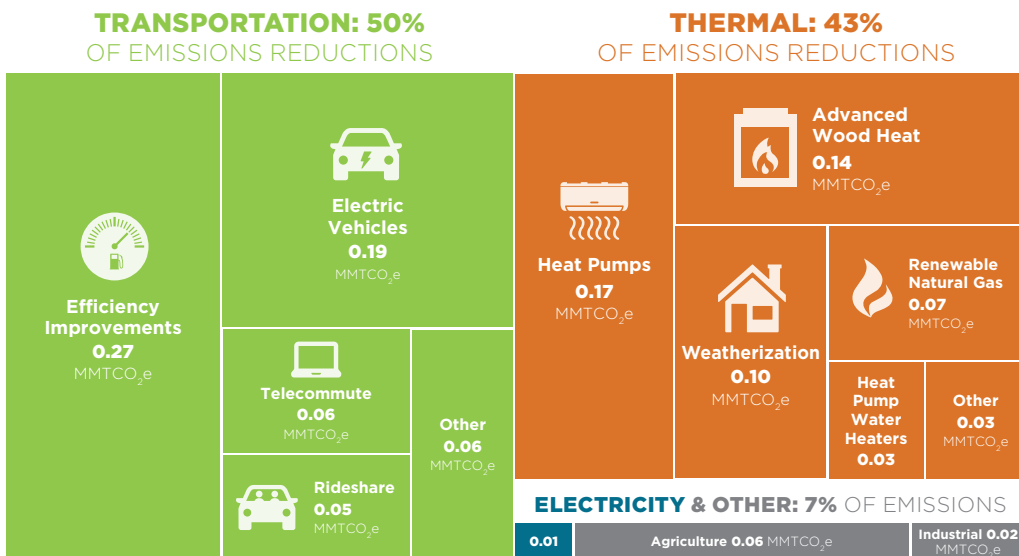 TRANSPORTATION: 50%
OF EMISSIONS REDUCTIONS
Efficiency
Improvements
0.27
MMTCO₂e
Electric
Vehicles
0.19
MMTCO₂e
Telecommute
0.06
MMTCO₂e
Rideshare
0.05
MMTCO₂e
Other
0.06
MMTCO₂e
THERMAL: 43%
OF EMISSIONS REDUCTIONS
Heat Pumps
0.17
MMTCO₂e
Advanced
Wood Heat
0.14
MMTCO₂e
Weatherization
0.10
MMTCO₂e
Renewable
Natural Gas
0.07
MMTCO₂e
Heat
Pump
Water
Heaters
0.03
Other
0.03
MMTCO₂e
ELECTRICITY & OTHER: 7% OF EMISSIONS
0.01
Agriculture 0.06 MMTCO₂e
Industrial 0.02
MMTCO₂e